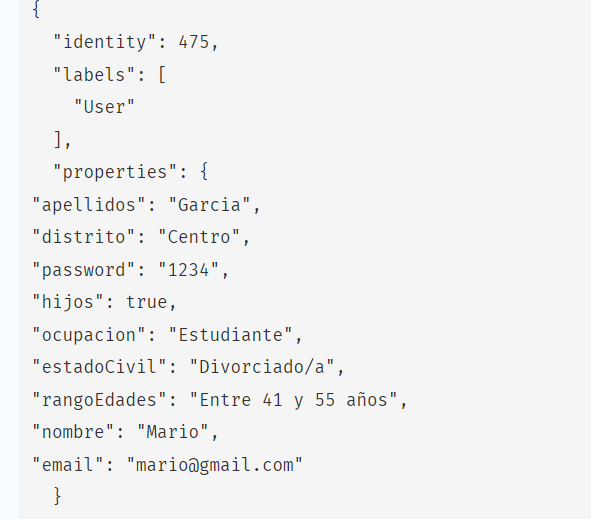 {
"identity": 475,
"labels": [
"User"
],
"properties": {
"apellidos": "Garcia",
"distrito": "Centro",
"password": "1234",
"hijos": true,
"ocupacion": "Estudiante",
"estadoCivil": "Divorciado/a",
"rangoEdades": "Entre 41 y 55 años",
"nombre": "Mario",
"email": "mario@gmail.com"
}